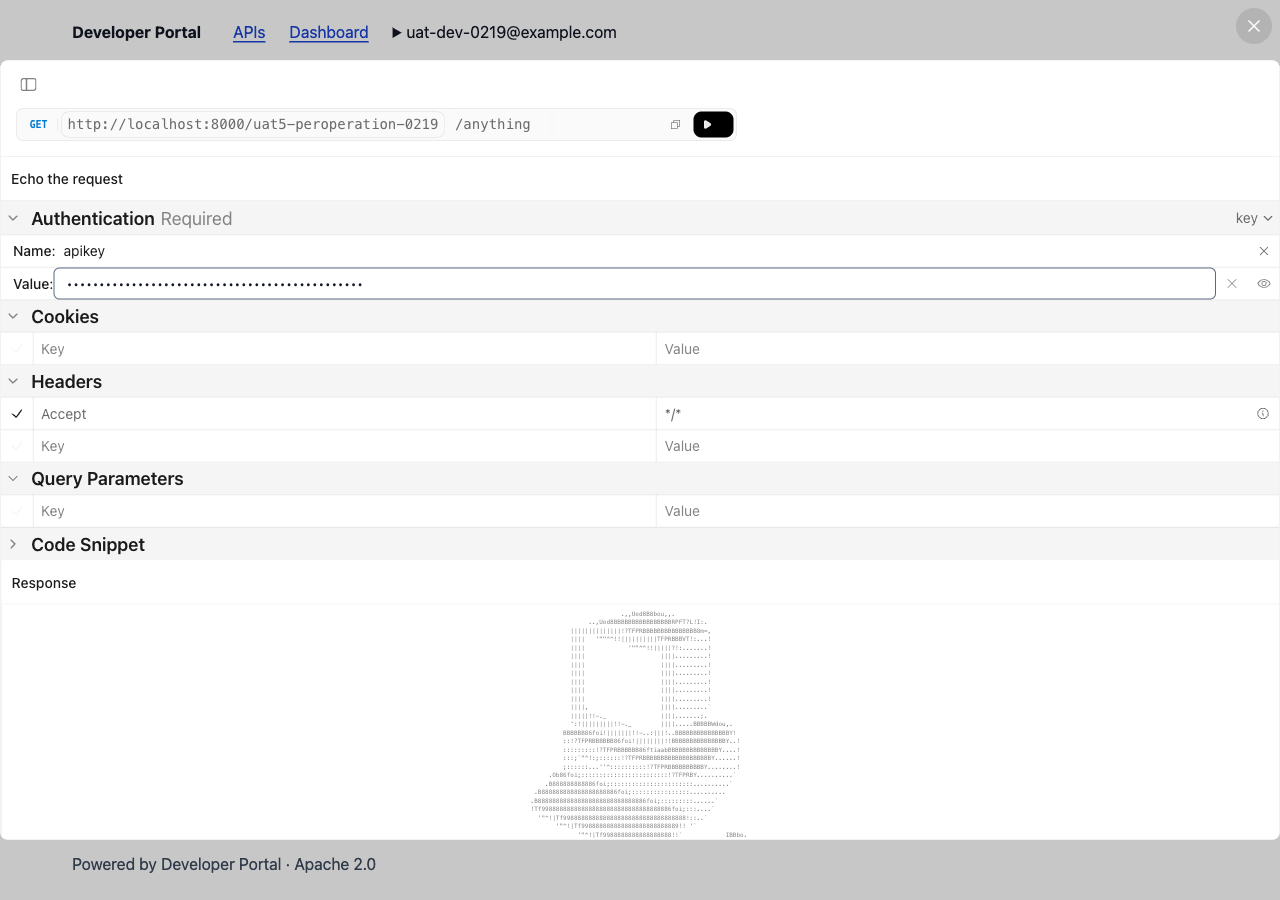 Developer Portal APIs Dashboard ▶ uat-dev-0219@example.com
GET http://localhost:8000/uat5-peroperation-0219 /anything
Echo the request
Authentication Required key
Name: apikey
Value: ••••••••••••••••••••••••••••••••••••••••••••••
Cookies
Key Value
Headers
Accept */*
Key Value
Query Parameters
Key Value
Code Snippet
Response
Powered by Developer Portal · Apache 2.0